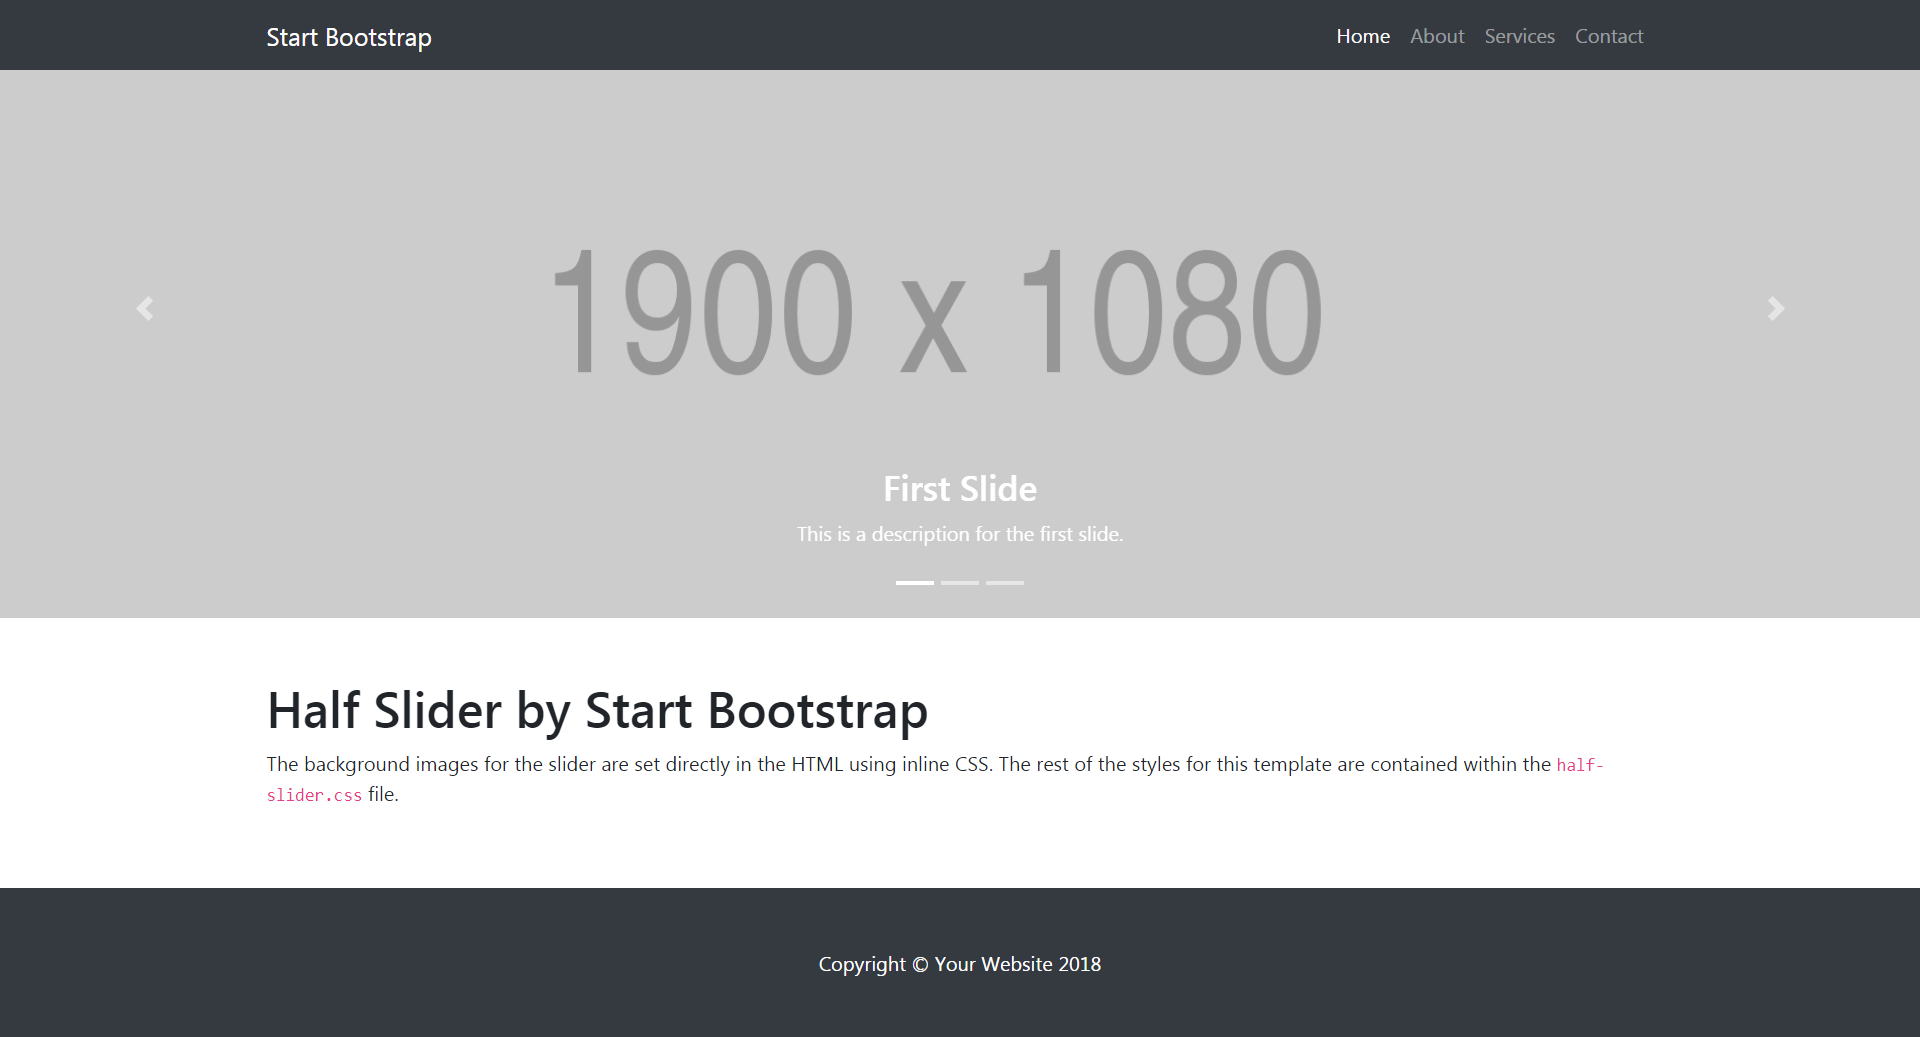 Start Bootstrap
Home About Services Contact
1900 x 1080
First Slide
This is a description for the first slide.
Half Slider by Start Bootstrap
The background images for the slider are set directly in the HTML using inline CSS. The rest of the styles for this template are contained within the half-
slider.css file.
Copyright © Your Website 2018